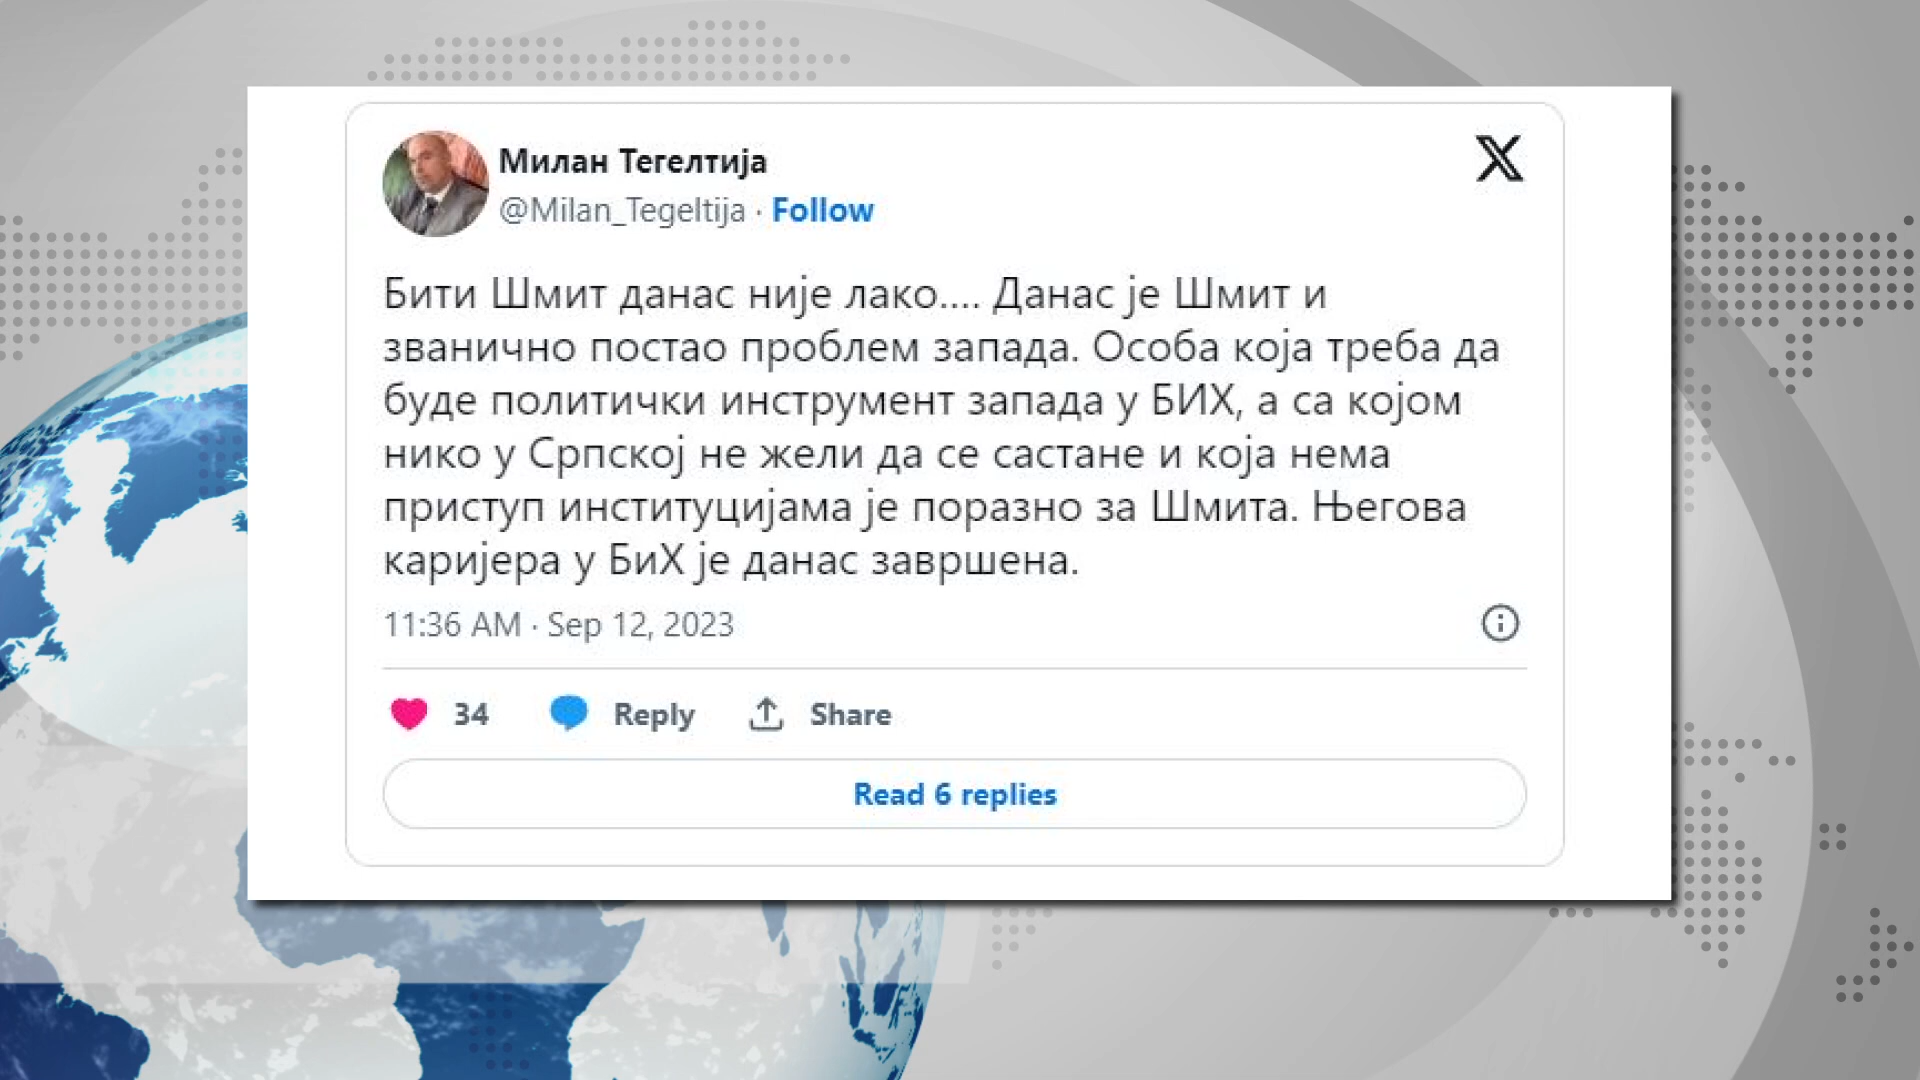 Милан Тегелтија
@Milan_Tegeltija · Follow
Бити Шмит данас није лако.... Данас је Шмит и
званично постао проблем запада. Особа која треба да
буде политички инструмент запада у БИХ, а са којом
нико у Српској не жели да се састане и која нема
приступ институцијама је поразно за Шмита. Његова
каријера у БиХ је данас завршена.
11:36 AM · Sep 12, 2023
34 Reply Share
Read 6 replies